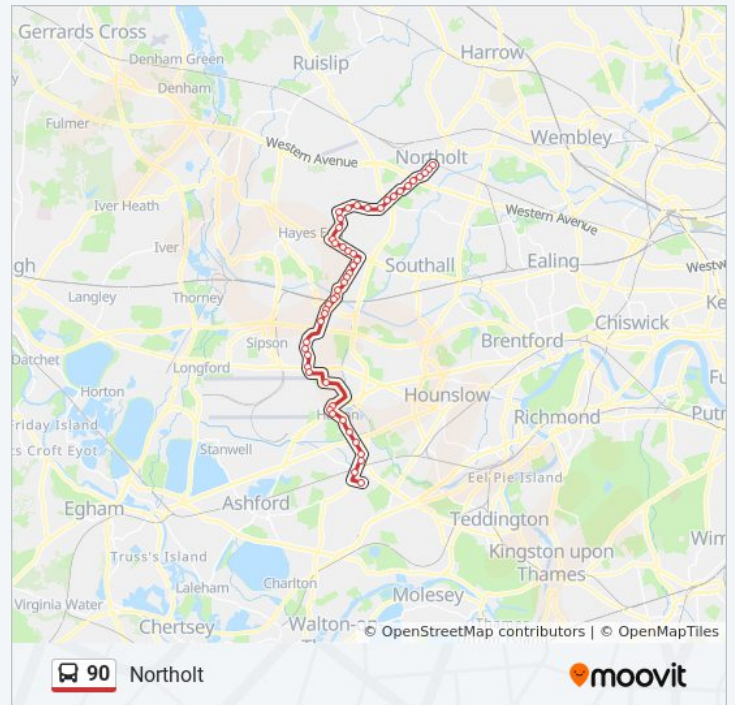 Gerrards Cross
Harrow
Denham Green
Ruislip
Denham
Fulmer
Wembley
Western Avenue
Northolt
Iver Heath
Western Avenue
Hayes E
Iver
Southall
Ealing
gh
Westw
Langley
Thorney
Ke
Chiswick
Sipson
Brentford
Datchet
Longford
Fu
Horton
Hounslow
Putn
Richmond
riday Island
s Croft Eyot
Stanwell
Eel Pie Island
Egham
Ashford
Teddington
Wim
Kingston upon
Thames
Truss's Island
Charlton
Laleham
Molesey
Virginia Water
Chertsey
Walton-on
© OpenStreetMap contributors | © OpenMapTiles
90 Northolt
moovit